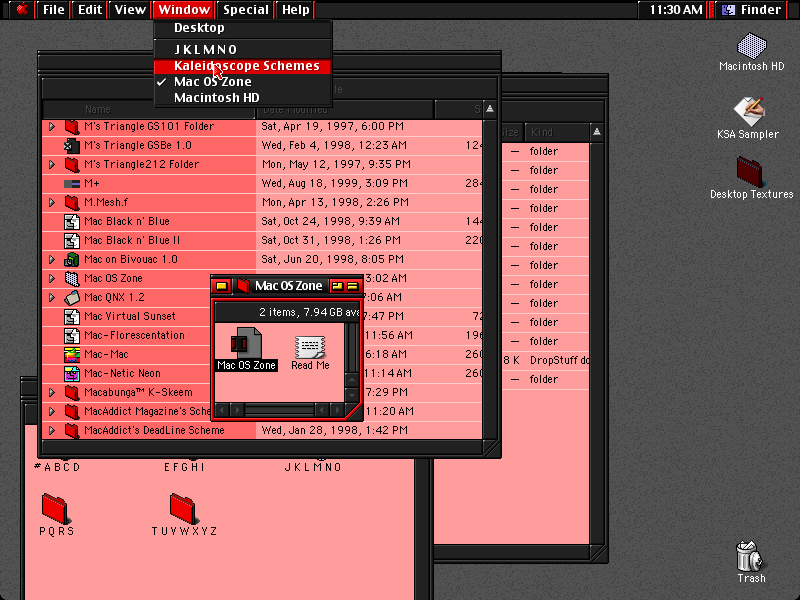 File Edit View Window Special Help 11:30 AM Finder
Desktop
J K L M N O
Kaleidoscope Schemes
Mac OS Zone
Macintosh HD
Macintosh HD
KSA Sampler
Desktop Textures
Trash
Name Date Modified S
M's Triangle GS101 Folder Sat, Apr 19, 1997, 6:00 PM
M's Triangle GSBe 1.0 Wed, Feb 4, 1998, 12:23 AM 124
M's Triangle212 Folder Mon, May 12, 1997, 9:35 PM
M+ Wed, Aug 18, 1999, 3:09 PM 284
M.Mesh.f Mon, Apr 13, 1998, 2:26 PM
Mac Black n' Blue Sat, Oct 24, 1998, 9:39 AM 144
Mac Black n' Blue II Sat, Oct 31, 1998, 1:26 PM 220
Mac on Bivouac 1.0 Sat, Jun 20, 1998, 8:05 PM
Mac OS Zone 3:02 AM
Mac QNX 1.2 7:06 AM
Mac Virtual Sunset 7:47 PM 72
Mac-Florescentation 11:56 AM 196
Mac-Mac 6:18 AM 260
Mac-Netic Neon 11:14 AM 260
Macabunga™ K-Skeem 7:29 PM
MacAddict Magazine's Sche 11:20 AM
MacAddict's DeadLine Scheme Wed, Jan 28, 1998, 1:42 PM
Size Kind
— folder
— folder
— folder
— folder
— folder
— folder
— folder
— folder
— folder
— folder
— folder
8 K DropStuff do
— folder
Mac OS Zone
2 items, 7.94 GB ava
Mac OS Zone
Read Me
#ABCD
EFGHI
JKLMNO
PQRS
TUYWXYZ